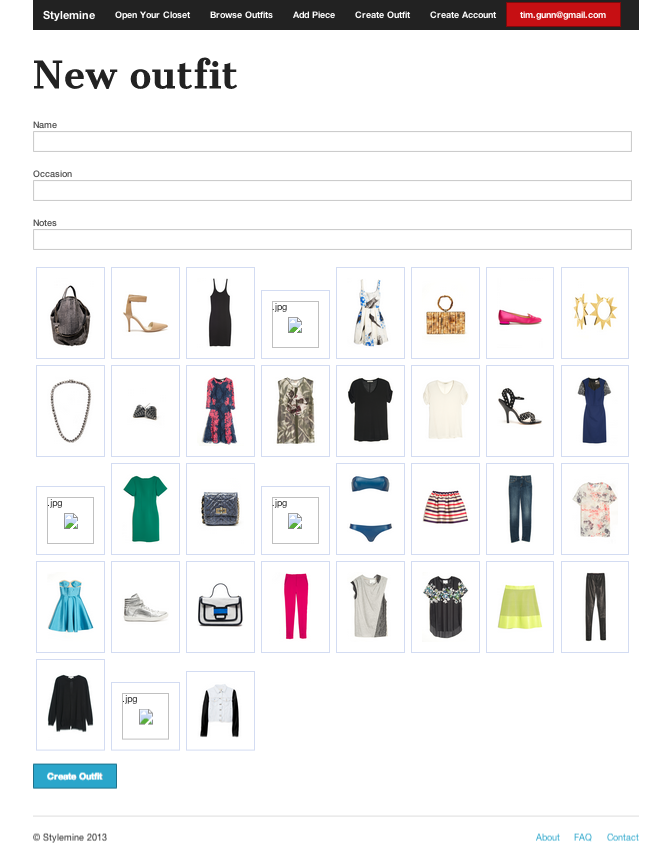 Stylemine Open Your Closet Browse Outfits Add Piece Create Outfit Create Account tim.gunn@gmail.com
New outfit
Name
Occasion
Notes
.jpg
.jpg
.jpg
.jpg
Create Outfit
© Stylemine 2013 About FAQ Contact